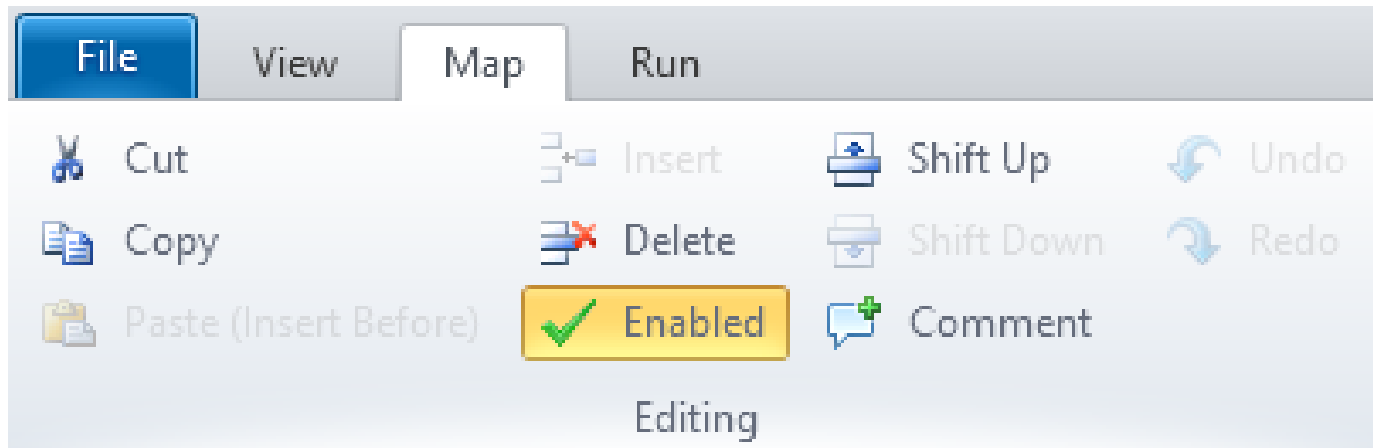 File View Map Run
Cut Insert Shift Up Undo
Copy Delete Shift Down Redo
Paste (Insert Before) Enabled Comment
Editing